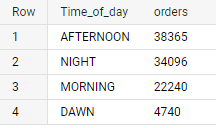 Row Time_of_day orders
1 AFTERNOON 38365
2 NIGHT 34096
3 MORNING 22240
4 DAWN 4740